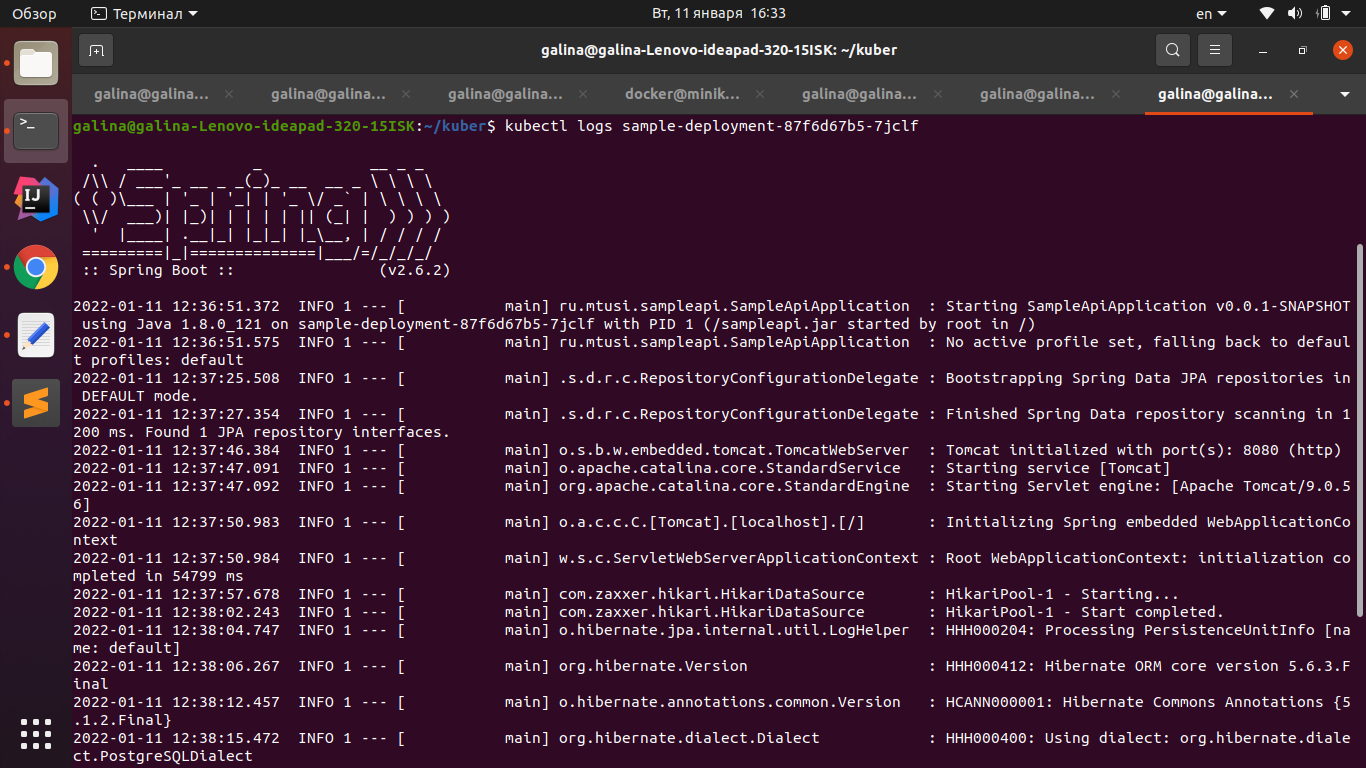 Обзор
Терминал
Вт, 11 января 16:33
en
galina@galina-Lenovo-ideapad-320-15ISK: ~/kuber
galina@galina...
galina@galina...
galina@galina...
docker@minik...
galina@galina...
galina@galina...
galina@galina...
galina@galina-Lenovo-ideapad-320-15ISK:~/kuber$ kubectl logs sample-deployment-87f6d67b5-7jclf
  .   ____          _            __ _ _
 /\\ / ___'_ __ _ _(_)_ __  __ _ \ \ \ \
( ( )\___ | '_ | '_| | '_ \/ _` | \ \ \ \
 \\/  ___)| |_)| | | | | || (_| |  ) ) ) )
  '  |____| .__|_| |_|_| |_\__, | / / / /
 =========|_|==============|___/=/_/_/_/
 :: Spring Boot ::                (v2.6.2)
2022-01-11 12:36:51.372  INFO 1 --- [           main] ru.mtusi.sampleapi.SampleApiApplication  : Starting SampleApiApplication v0.0.1-SNAPSHOT
 using Java 1.8.0_121 on sample-deployment-87f6d67b5-7jclf with PID 1 (/sampleapi.jar started by root in /)
2022-01-11 12:36:51.575  INFO 1 --- [           main] ru.mtusi.sampleapi.SampleApiApplication  : No active profile set, falling back to defaul
t profiles: default
2022-01-11 12:37:25.508  INFO 1 --- [           main] .s.d.r.c.RepositoryConfigurationDelegate : Bootstrapping Spring Data JPA repositories in
 DEFAULT mode.
2022-01-11 12:37:27.354  INFO 1 --- [           main] .s.d.r.c.RepositoryConfigurationDelegate : Finished Spring Data repository scanning in 1
200 ms. Found 1 JPA repository interfaces.
2022-01-11 12:37:46.384  INFO 1 --- [           main] o.s.b.w.embedded.tomcat.TomcatWebServer  : Tomcat initialized with port(s): 8080 (http)
2022-01-11 12:37:47.091  INFO 1 --- [           main] o.apache.catalina.core.StandardService   : Starting service [Tomcat]
2022-01-11 12:37:47.092  INFO 1 --- [           main] org.apache.catalina.core.StandardEngine  : Starting Servlet engine: [Apache Tomcat/9.0.5
6]
2022-01-11 12:37:50.983  INFO 1 --- [           main] o.a.c.c.C.[Tomcat].[localhost].[/]       : Initializing Spring embedded WebApplicationCo
ntext
2022-01-11 12:37:50.984  INFO 1 --- [           main] w.s.c.ServletWebServerApplicationContext : Root WebApplicationContext: initialization co
mpleted in 54799 ms
2022-01-11 12:37:57.678  INFO 1 --- [           main] com.zaxxer.hikari.HikariDataSource       : HikariPool-1 - Starting...
2022-01-11 12:38:02.243  INFO 1 --- [           main] com.zaxxer.hikari.HikariDataSource       : HikariPool-1 - Start completed.
2022-01-11 12:38:04.747  INFO 1 --- [           main] o.hibernate.jpa.internal.util.LogHelper  : HHH000204: Processing PersistenceUnitInfo [na
me: default]
2022-01-11 12:38:06.267  INFO 1 --- [           main] org.hibernate.Version                    : HHH000412: Hibernate ORM core version 5.6.3.F
inal
2022-01-11 12:38:12.457  INFO 1 --- [           main] o.hibernate.annotations.common.Version   : HCANN000001: Hibernate Commons Annotations {5
.1.2.Final}
2022-01-11 12:38:15.472  INFO 1 --- [           main] org.hibernate.dialect.Dialect            : HHH000400: Using dialect: org.hibernate.diale
ct.PostgreSQLDialect